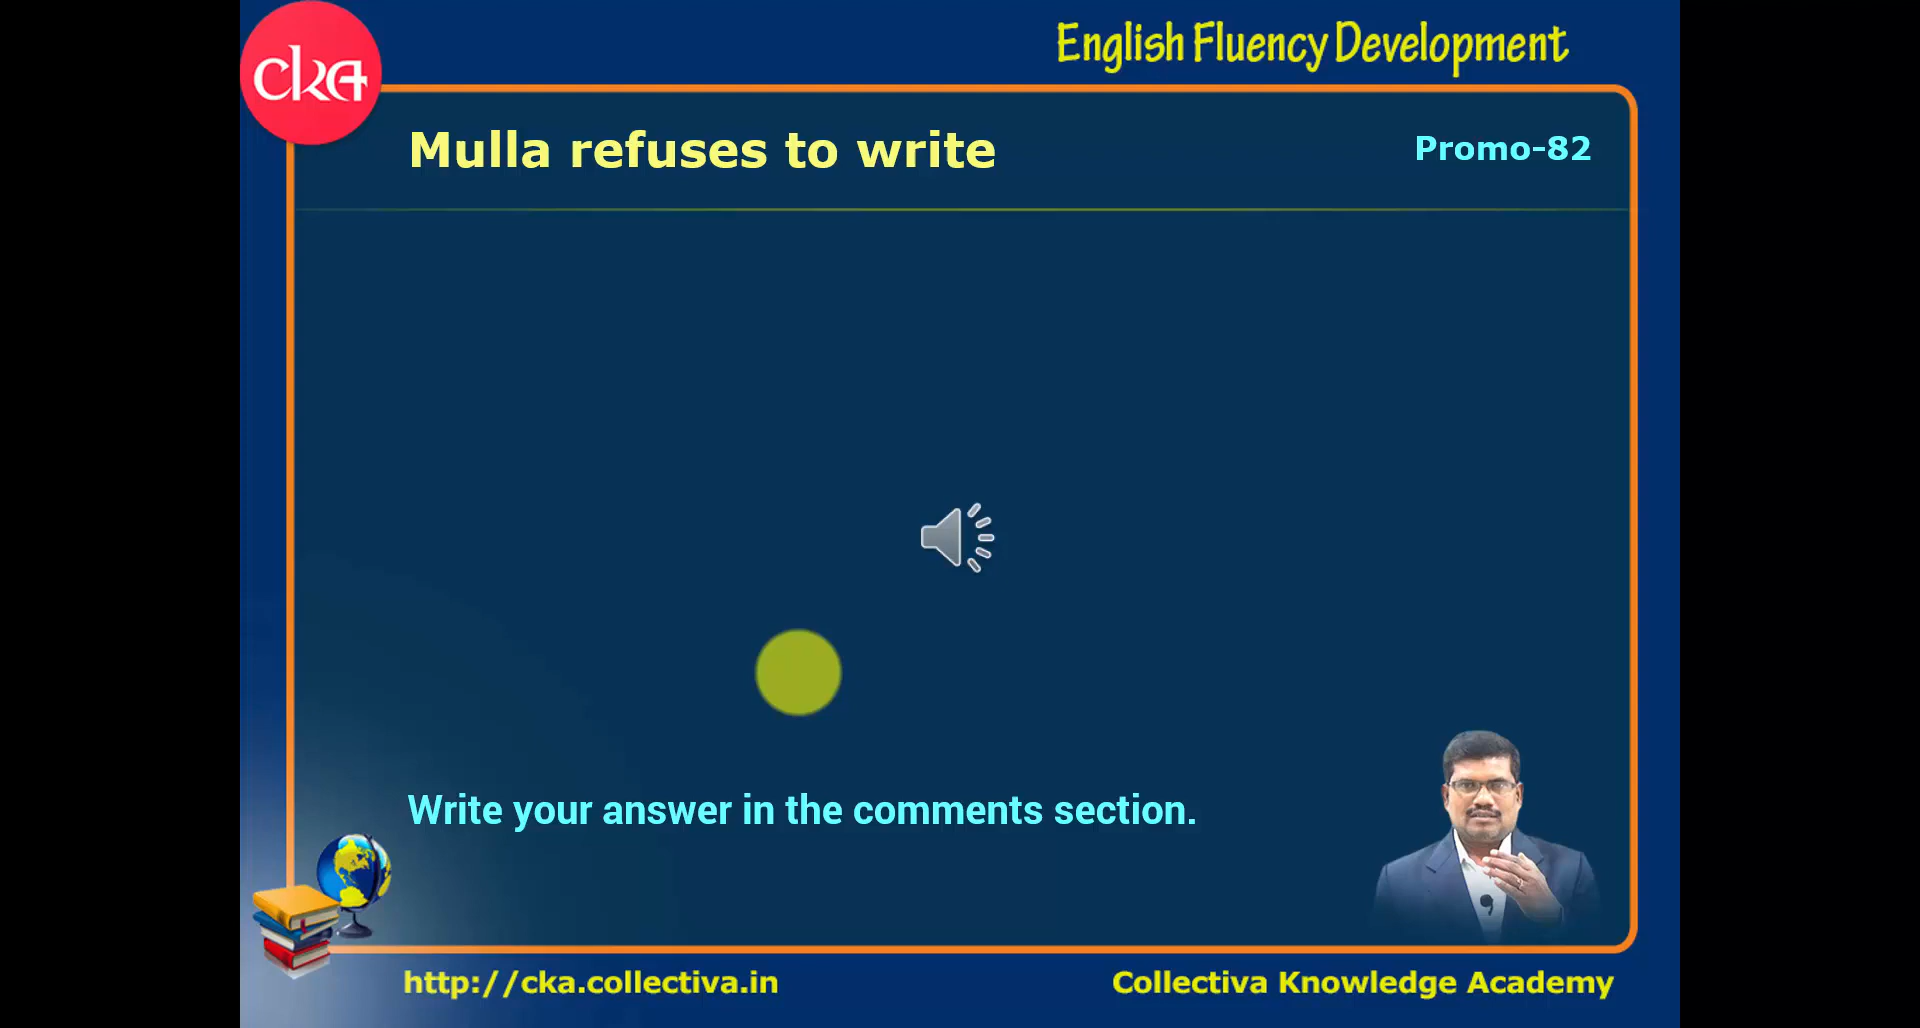 cka
English Fluency Development
Mulla refuses to write
Promo-82
Write your answer in the comments section.
http://cka.collectiva.in
Collectiva Knowledge Academy